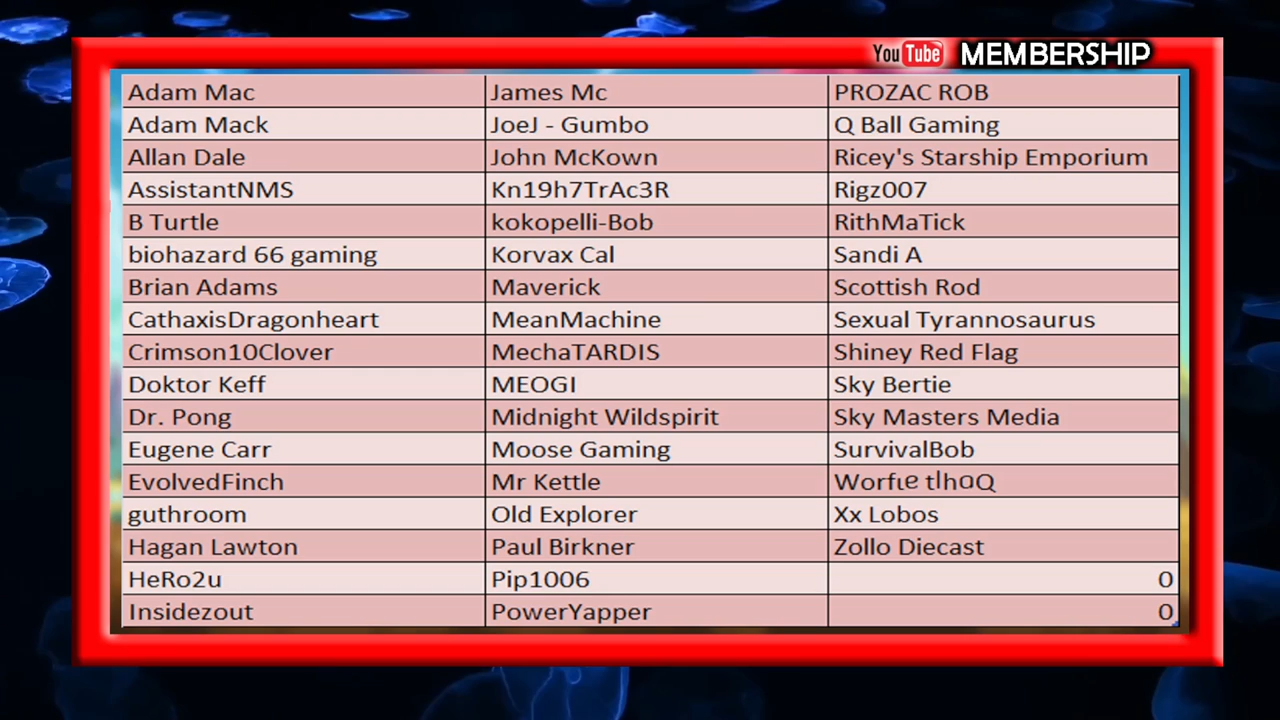 YouTube MEMBERSHIP
Adam Mac James Mc PROZAC ROB
Adam Mack JoeJ - Gumbo Q Ball Gaming
Allan Dale John McKown Ricey's Starship Emporium
AssistantNMS Kn19h7TrAc3R Rigz007
B Turtle kokopelli-Bob RithMaTick
biohazard 66 gaming Korvax Cal Sandi A
Brian Adams Maverick Scottish Rod
CathaxisDragonheart MeanMachine Sexual Tyrannosaurus
Crimson10Clover MechaTARDIS Shiney Red Flag
Doktor Keff MEOGI Sky Bertie
Dr. Pong Midnight Wildspirit Sky Masters Media
Eugene Carr Moose Gaming SurvivalBob
EvolvedFinch Mr Kettle Worfɩɐ tlhɑQ
guthroom Old Explorer Xx Lobos
Hagan Lawton Paul Birkner Zollo Diecast
HeRo2u Pip1006 0
Insidezout PowerYapper 0